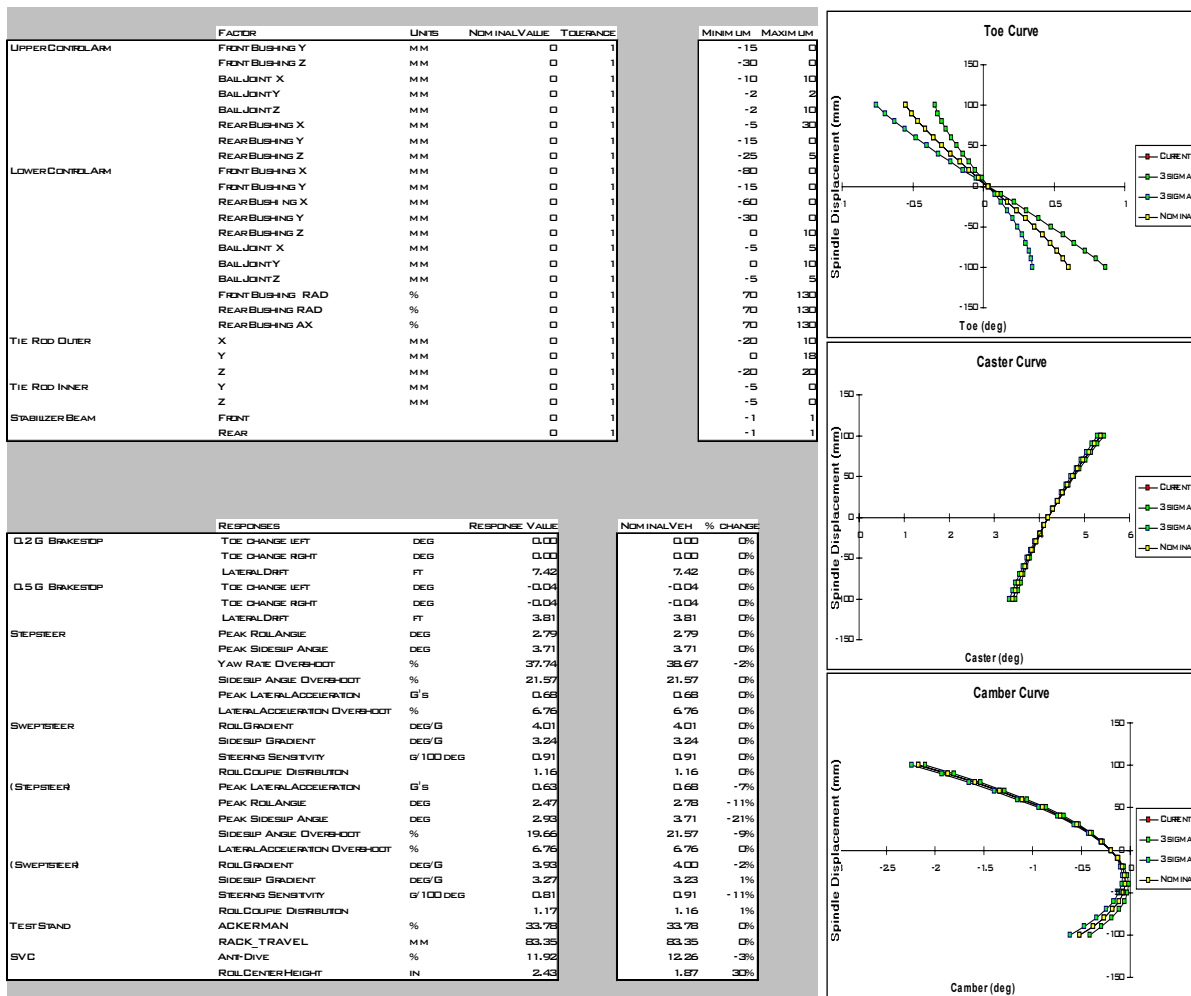 FACTOR UNITS NOMINAL VALUE TOLERANCE MINIMUM MAXIMUM
UPPER CONTROL ARM FRONT BUSHING Y MM 0 1 -15 0
FRONT BUSHING Z MM 0 1 -30 0
BALL JOINT X MM 0 1 -10 10
BALL JOINT Y MM 0 1 -2 2
BALL JOINT Z MM 0 1 -2 10
REAR BUSHING X MM 0 1 -5 30
REAR BUSHING Y MM 0 1 -15 0
REAR BUSHING Z MM 0 1 -25 5
LOWER CONTROL ARM FRONT BUSHING X MM 0 1 -80 0
FRONT BUSHING Y MM 0 1 -15 0
REAR BUSHING X MM 0 1 -60 0
REAR BUSHING Y MM 0 1 -30 0
REAR BUSHING Z MM 0 1 0 10
BALL JOINT X MM 0 1 -5 5
BALL JOINT Y MM 0 1 0 10
BALL JOINT Z MM 0 1 -5 5
FRONT BUSHING RAD % 0 1 70 130
REAR BUSHING RAD % 0 1 70 130
REAR BUSHING AX % 0 1 70 130
TIE ROD OUTER X MM 0 1 -20 10
Y MM 0 1 0 18
Z MM 0 1 -20 20
TIE ROD INNER Y MM 0 1 -5 0
Z MM 0 1 -5 0
STABILIZER BEAM FRONT 0 1 -1 1
REAR 0 1 -1 1
RESPONSES RESPONSE VALUE NOMINAL VEH % CHANGE
0.2 G BRAKESTOP TOE CHANGE LEFT DEG 0.00 0.00 0%
TOE CHANGE RIGHT DEG 0.00 0.00 0%
LATERAL DRIFT FT 7.42 7.42 0%
0.5 G BRAKESTOP TOE CHANGE LEFT DEG -0.04 -0.04 0%
TOE CHANGE RIGHT DEG -0.04 -0.04 0%
LATERAL DRIFT FT 3.81 3.81 0%
STEPSTEER PEAK ROLL ANGLE DEG 2.79 2.79 0%
PEAK SIDESLIP ANGLE DEG 3.71 3.71 0%
YAW RATE OVERSHOOT % 37.74 38.67 -2%
SIDESLIP ANGLE OVERSHOOT % 21.57 21.57 0%
PEAK LATERAL ACCELERATION G's 0.68 0.68 0%
LATERAL ACCELERATION OVERSHOOT % 6.76 6.76 0%
SWEPTSTEER ROLL GRADIENT DEG/G 4.01 4.01 0%
SIDESLIP GRADIENT DEG/G 3.24 3.24 0%
STEERING SENSITIVITY G/100 DEG 0.91 0.91 0%
ROLL COUPLE DISTRIBUTION 1.16 1.16 0%
(STEPSTEER) PEAK LATERAL ACCELERATION G's 0.63 0.68 -7%
PEAK ROLL ANGLE DEG 2.47 2.78 -11%
PEAK SIDESLIP ANGLE DEG 2.93 3.71 -21%
SIDESLIP ANGLE OVERSHOOT % 19.66 21.57 -9%
LATERAL ACCELERATION OVERSHOOT % 6.76 6.76 0%
(SWEPTSTEER) ROLL GRADIENT DEG/G 3.93 4.00 -2%
SIDESLIP GRADIENT DEG/G 3.27 3.23 1%
STEERING SENSITIVITY G/100 DEG 0.81 0.91 -11%
ROLL COUPLE DISTRIBUTION 1.17 1.16 1%
TEST STAND ACKERMAN % 33.78 33.78 0%
RACK_TRAVEL MM 83.35 83.35 0%
SVC ANTI-DIVE % 11.92 12.26 -3%
ROLL CENTER HEIGHT IN 2.43 1.87 30%
Toe Curve
Spindle Displacement (mm)
150
100
50
0
-50
-100
-150
-1 -0.5 0 0.5 1
Toe (deg)
CURENT
3 SIGMA
3 SIGMA
NOMINA
Caster Curve
Spindle Displacement (mm)
150
100
50
0
-50
-100
-150
0 1 2 3 4 5 6
Caster (deg)
CURENT
3 SIGMA
3 SIGMA
NOMINA
Camber Curve
Spindle Displacement (mm)
150
100
50
0
-50
-100
-150
-2.5 -2 -1.5 -1 -0.5 0
Camber (deg)
CURENT
3 SIGMA
3 SIGMA
NOMINA